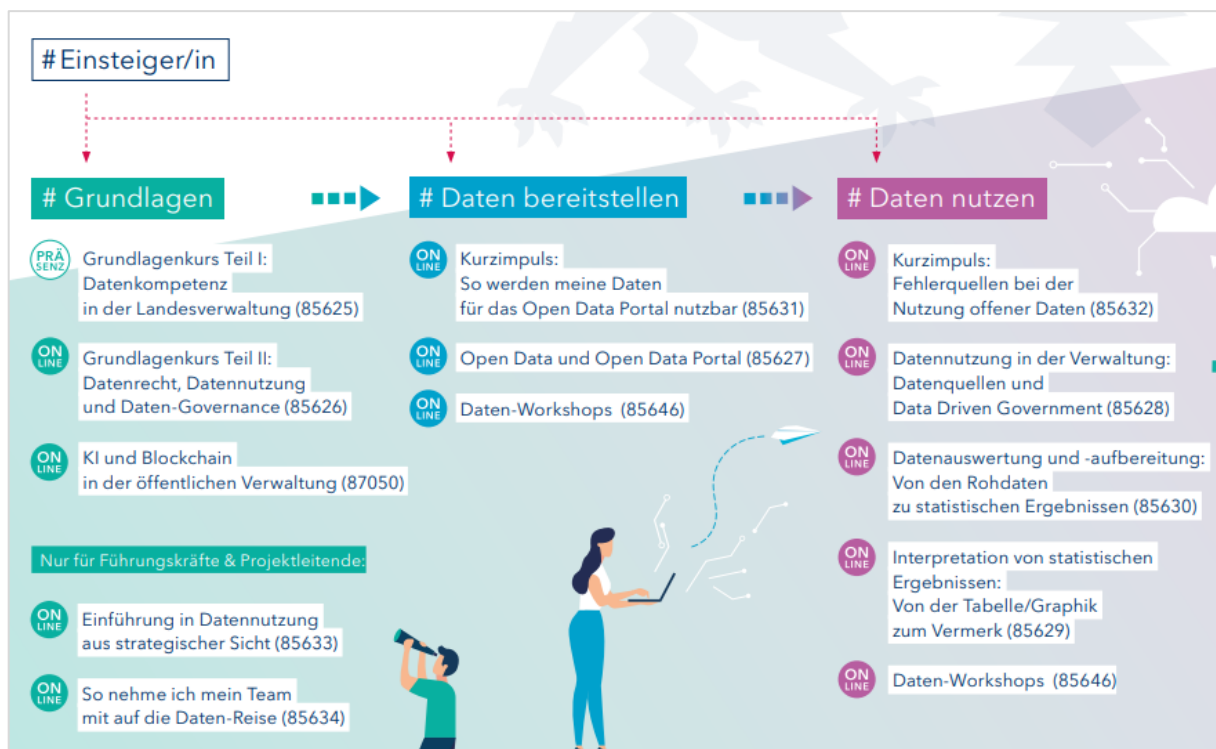 # Einsteiger/in
# Grundlagen
PRÄ
SENZ
Grundlagenkurs Teil I:
Datenkompetenz
in der Landesverwaltung (85625)
ON
LINE
Grundlagenkurs Teil II:
Datenrecht, Datennutzung
und Daten-Governance (85626)
ON
LINE
KI und Blockchain
in der öffentlichen Verwaltung (87050)
Nur für Führungskräfte & Projektleitende:
ON
LINE
Einführung in Datennutzung
aus strategischer Sicht (85633)
ON
LINE
So nehme ich mein Team
mit auf die Daten-Reise (85634)
# Daten bereitstellen
ON
LINE
Kurzimpuls:
So werden meine Daten
für das Open Data Portal nutzbar (85631)
ON
LINE
Open Data und Open Data Portal (85627)
ON
LINE
Daten-Workshops (85646)
# Daten nutzen
ON
LINE
Kurzimpuls:
Fehlerquellen bei der
Nutzung offener Daten (85632)
ON
LINE
Datennutzung in der Verwaltung:
Datenquellen und
Data Driven Government (85628)
ON
LINE
Datenauswertung und -aufbereitung:
Von den Rohdaten
zu statistischen Ergebnissen (85630)
ON
LINE
Interpretation von statistischen
Ergebnissen:
Von der Tabelle/Graphik
zum Vermerk (85629)
ON
LINE
Daten-Workshops (85646)